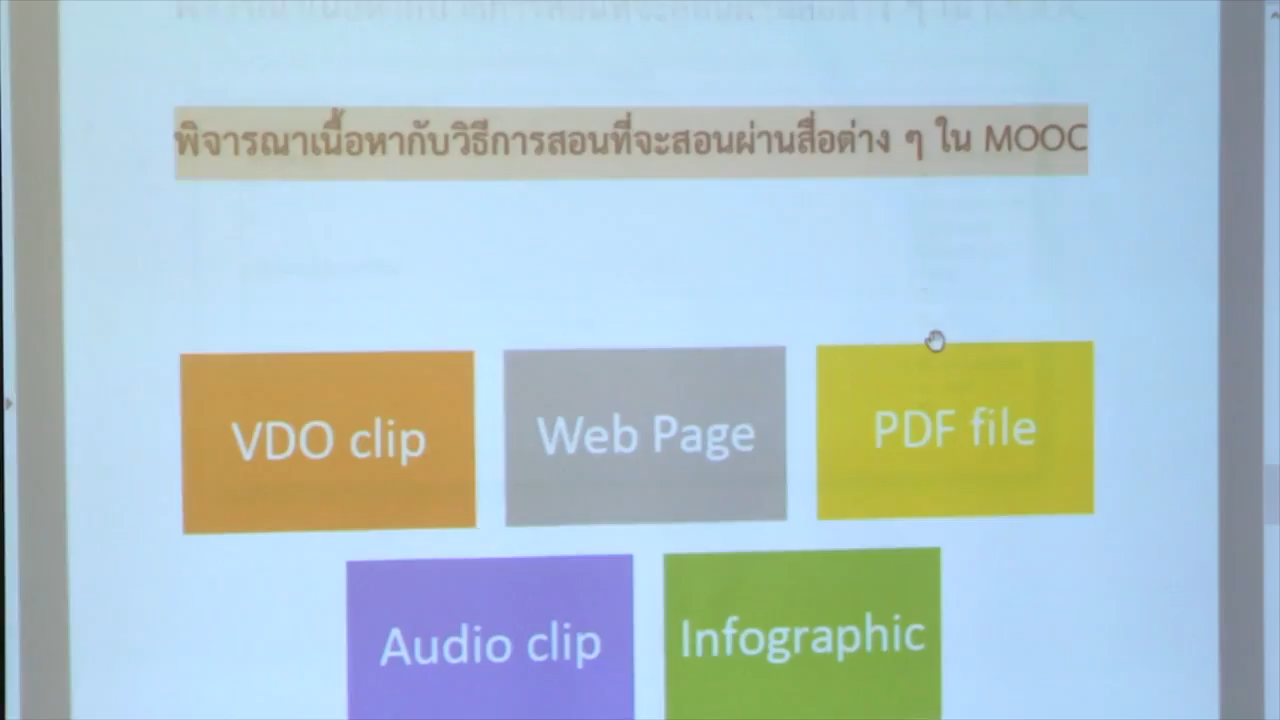 พิจารณาเนื้อหากับวิธีการสอนที่จะสอนผ่านสื่อต่าง ๆ ใน MOOC
VDO clip
Web Page
PDF file
Audio clip
Infographic